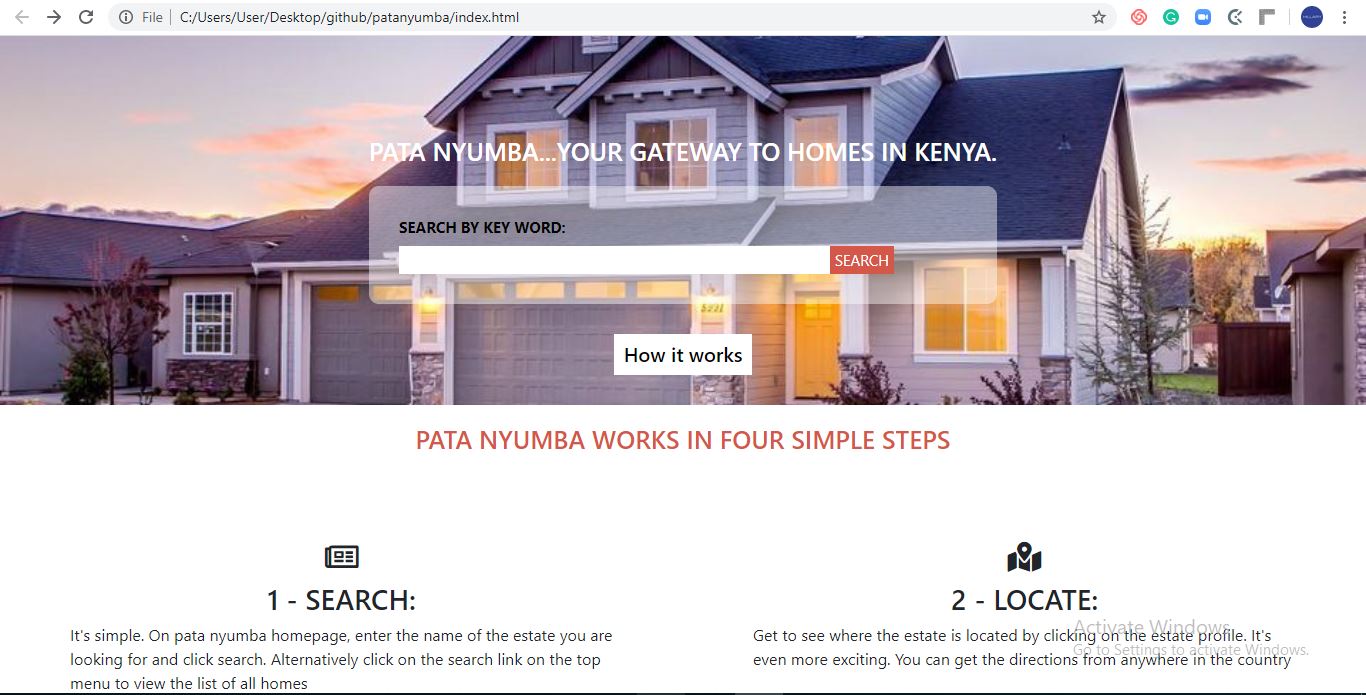 File
C:/Users/User/Desktop/github/patanyumba/index.html
PATA NYUMBA...YOUR GATEWAY TO HOMES IN KENYA.
SEARCH BY KEY WORD:
SEARCH
5221
How it works
PATA NYUMBA WORKS IN FOUR SIMPLE STEPS
1 - SEARCH:
It's simple. On pata nyumba homepage, enter the name of the estate you are
looking for and click search. Alternatively click on the search link on the top
menu to view the list of all homes
2 - LOCATE:
Get to see where the estate is located by clicking on the estate profile. It's
even more exciting. You can get the directions from anywhere in the country
Activate Windows
Go to Settings to activate Windows.